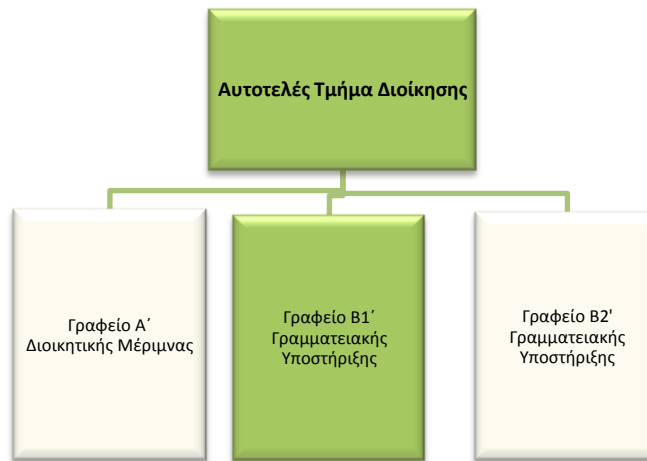 Αυτοτελές Τμήμα Διοίκησης
Γραφείο Α΄
Διοικητικής Μέριμνας
Γραφείο Β1΄
Γραμματειακής
Υποστήριξης
Γραφείο Β2'
Γραμματειακής
Υποστήριξης